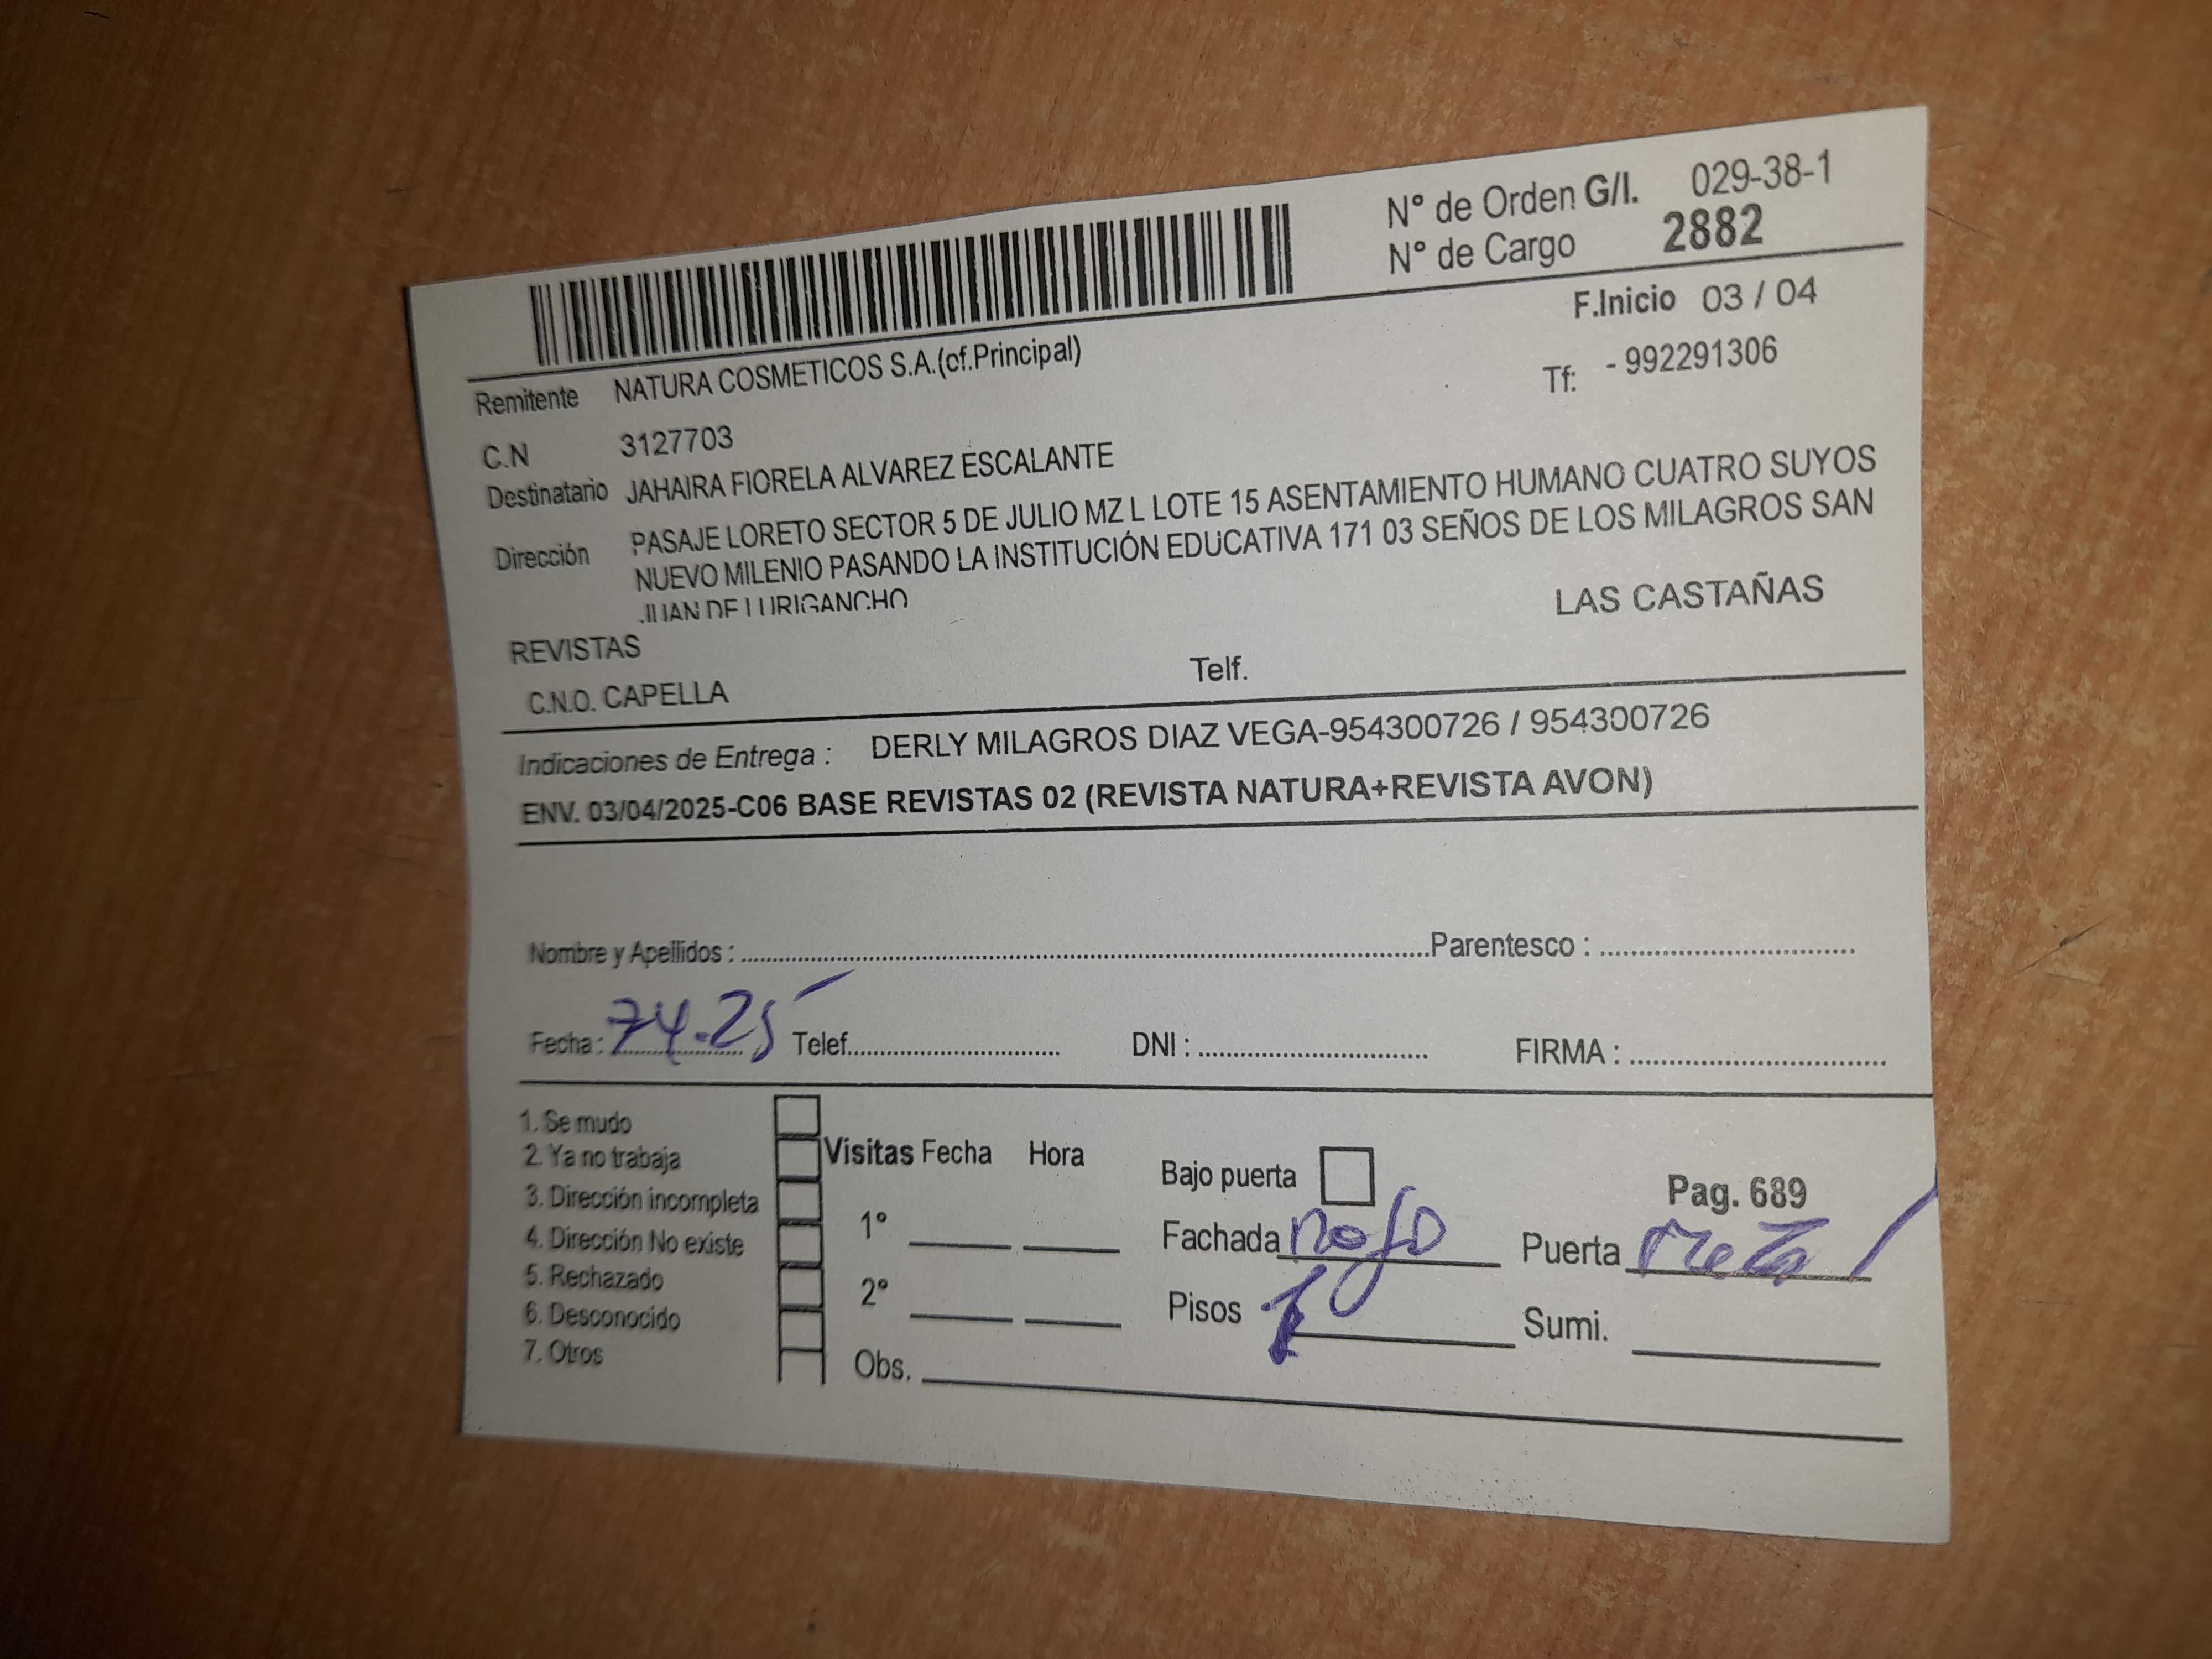 N° de Orden G/I. 029-38-1
N° de Cargo 2882
F.Inicio 03 / 04
Remitente NATURA COSMETICOS S.A.(cf.Principal)
Tf: - 992291306
C.N 3127703
Destinatario JAHAIRA FIORELA ALVAREZ ESCALANTE
Dirección PASAJE LORETO SECTOR 5 DE JULIO MZ L LOTE 15 ASENTAMIENTO HUMANO CUATRO SUYOS
NUEVO MILENIO PASANDO LA INSTITUCIÓN EDUCATIVA 171 03 SEÑOS DE LOS MILAGROS SAN
JUAN DE LURIGANCHO
LAS CASTAÑAS
REVISTAS
C.N.O. CAPELLA Telf.
Indicaciones de Entrega : DERLY MILAGROS DIAZ VEGA-954300726 / 954300726
ENV. 03/04/2025-C06 BASE REVISTAS 02 (REVISTA NATURA+REVISTA AVON)
Nombre y Apellidos : Parentesco :
Fecha : 74.25 Telef. DNI : FIRMA :
1. Se mudo
2. Ya no trabaja
3. Dirección incompleta
4. Dirección No existe
5. Rechazado
6. Desconocido
7. Otros
Visitas Fecha Hora
1°
2°
Obs.
Bajo puerta
Pag. 689
Fachada Puerta
Pisos 1 Sumi.